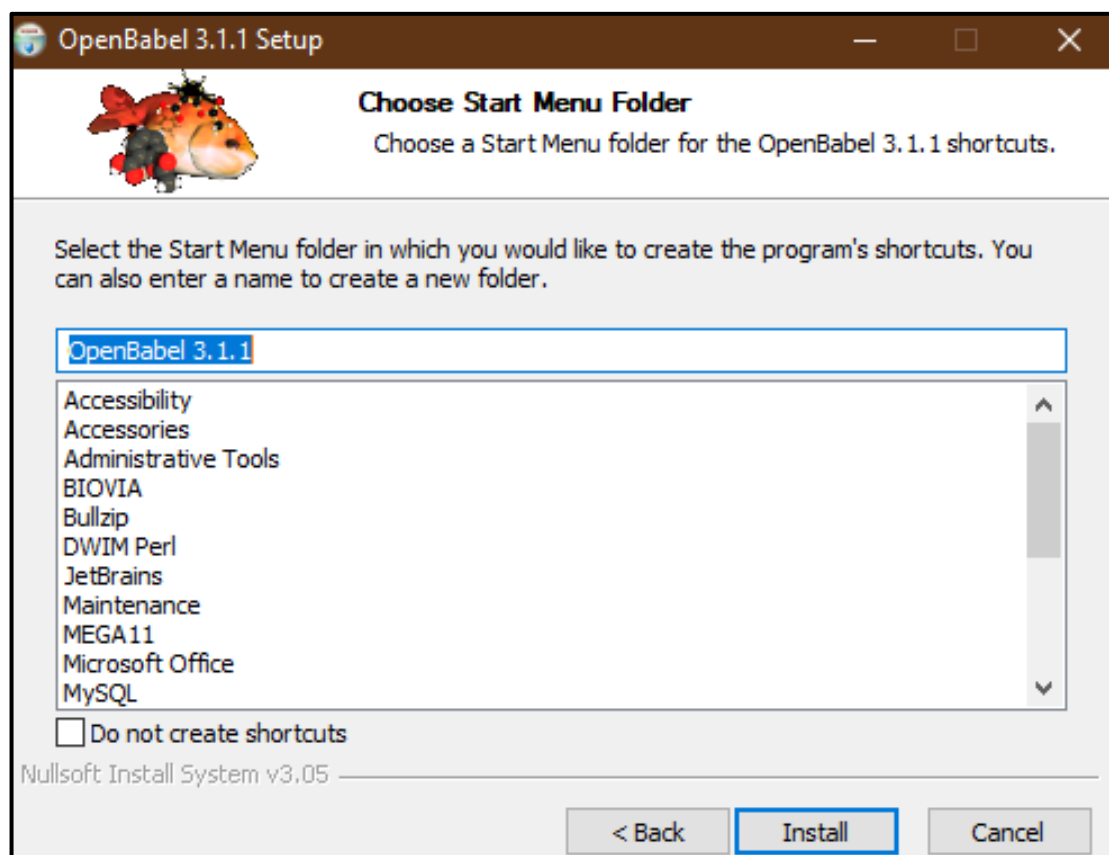 OpenBabel 3.1.1 Setup
Choose Start Menu Folder
Choose a Start Menu folder for the OpenBabel 3.1.1 shortcuts.
Select the Start Menu folder in which you would like to create the program's shortcuts. You
can also enter a name to create a new folder.
OpenBabel 3.1.1
Accessibility
Accessories
Administrative Tools
BIOVIA
Bullzip
DWIM Perl
JetBrains
Maintenance
MEGA11
Microsoft Office
MySQL
Do not create shortcuts
Nullsoft Install System v3.05
< Back Install Cancel